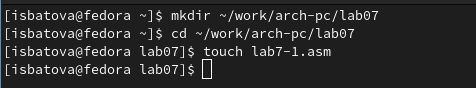 [isbatova@fedora ~]$ mkdir ~/work/arch-pc/lab07
[isbatova@fedora ~]$ cd ~/work/arch-pc/lab07
[isbatova@fedora lab07]$ touch lab7-1.asm
[isbatova@fedora lab07]$